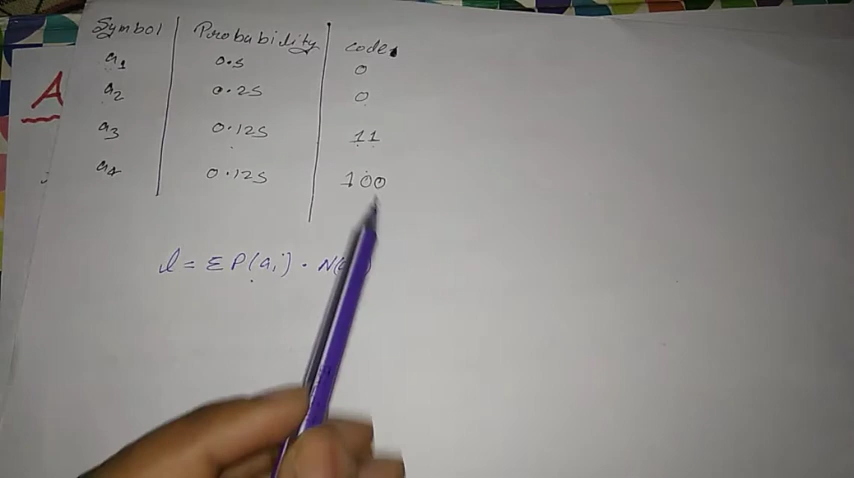 Symbol Probability code
a1 0.5 0
a2 0.25 0
a3 0.125 11
a4 0.125 100
l = Σ P(ai) · N(
A